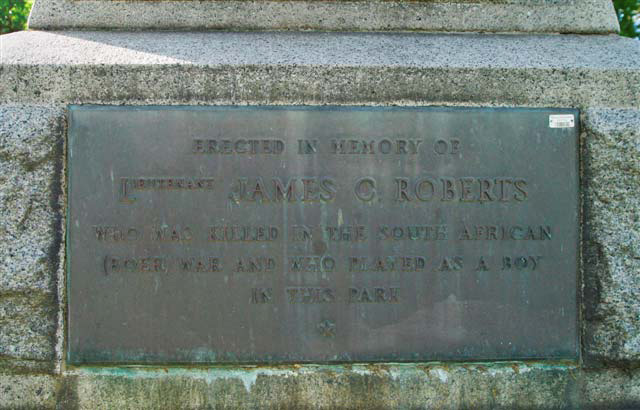 ERECTED IN MEMORY OF
LIEUTENANT JAMES C. ROBERTS
WHO WAS KILLED IN THE SOUTH AFRICAN
(BOER) WAR AND WHO PLAYED AS A BOY
IN THIS PARK